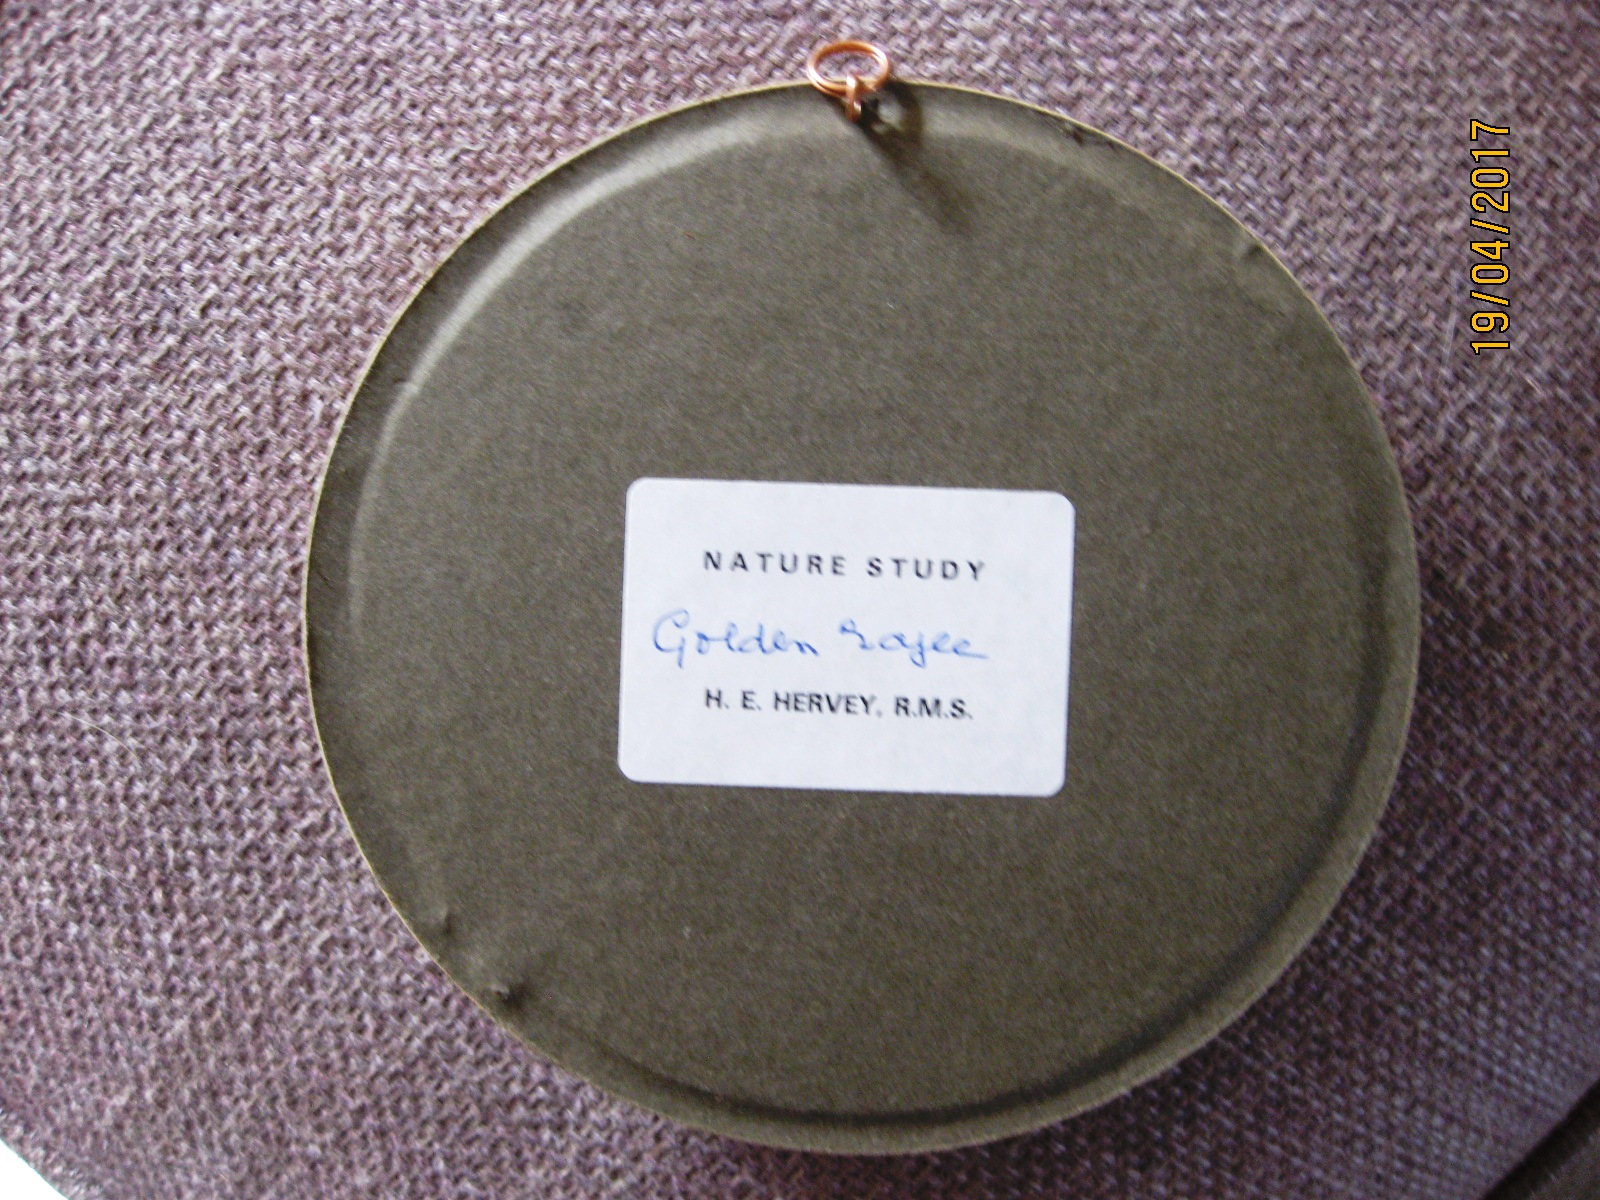 NATURE STUDY
Golden Eagle
H. E. HERVEY, R.M.S.
19/04/2017